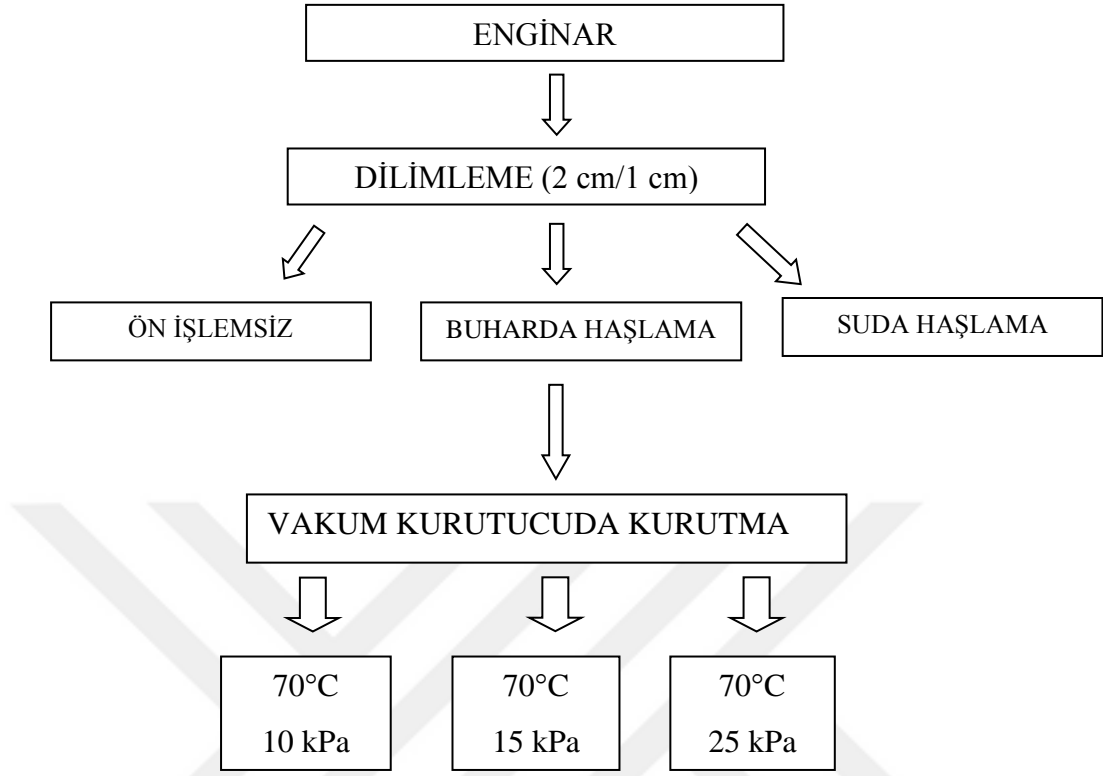 ENGİNAR
DİLİMLEME (2 cm/1 cm)
ÖN İŞLEMSİZ
BUHARDA HAŞLAMA
SUDA HAŞLAMA
VAKUM KURUTUCUDA KURUTMA
70°C
10 kPa
70°C
15 kPa
70°C
25 kPa